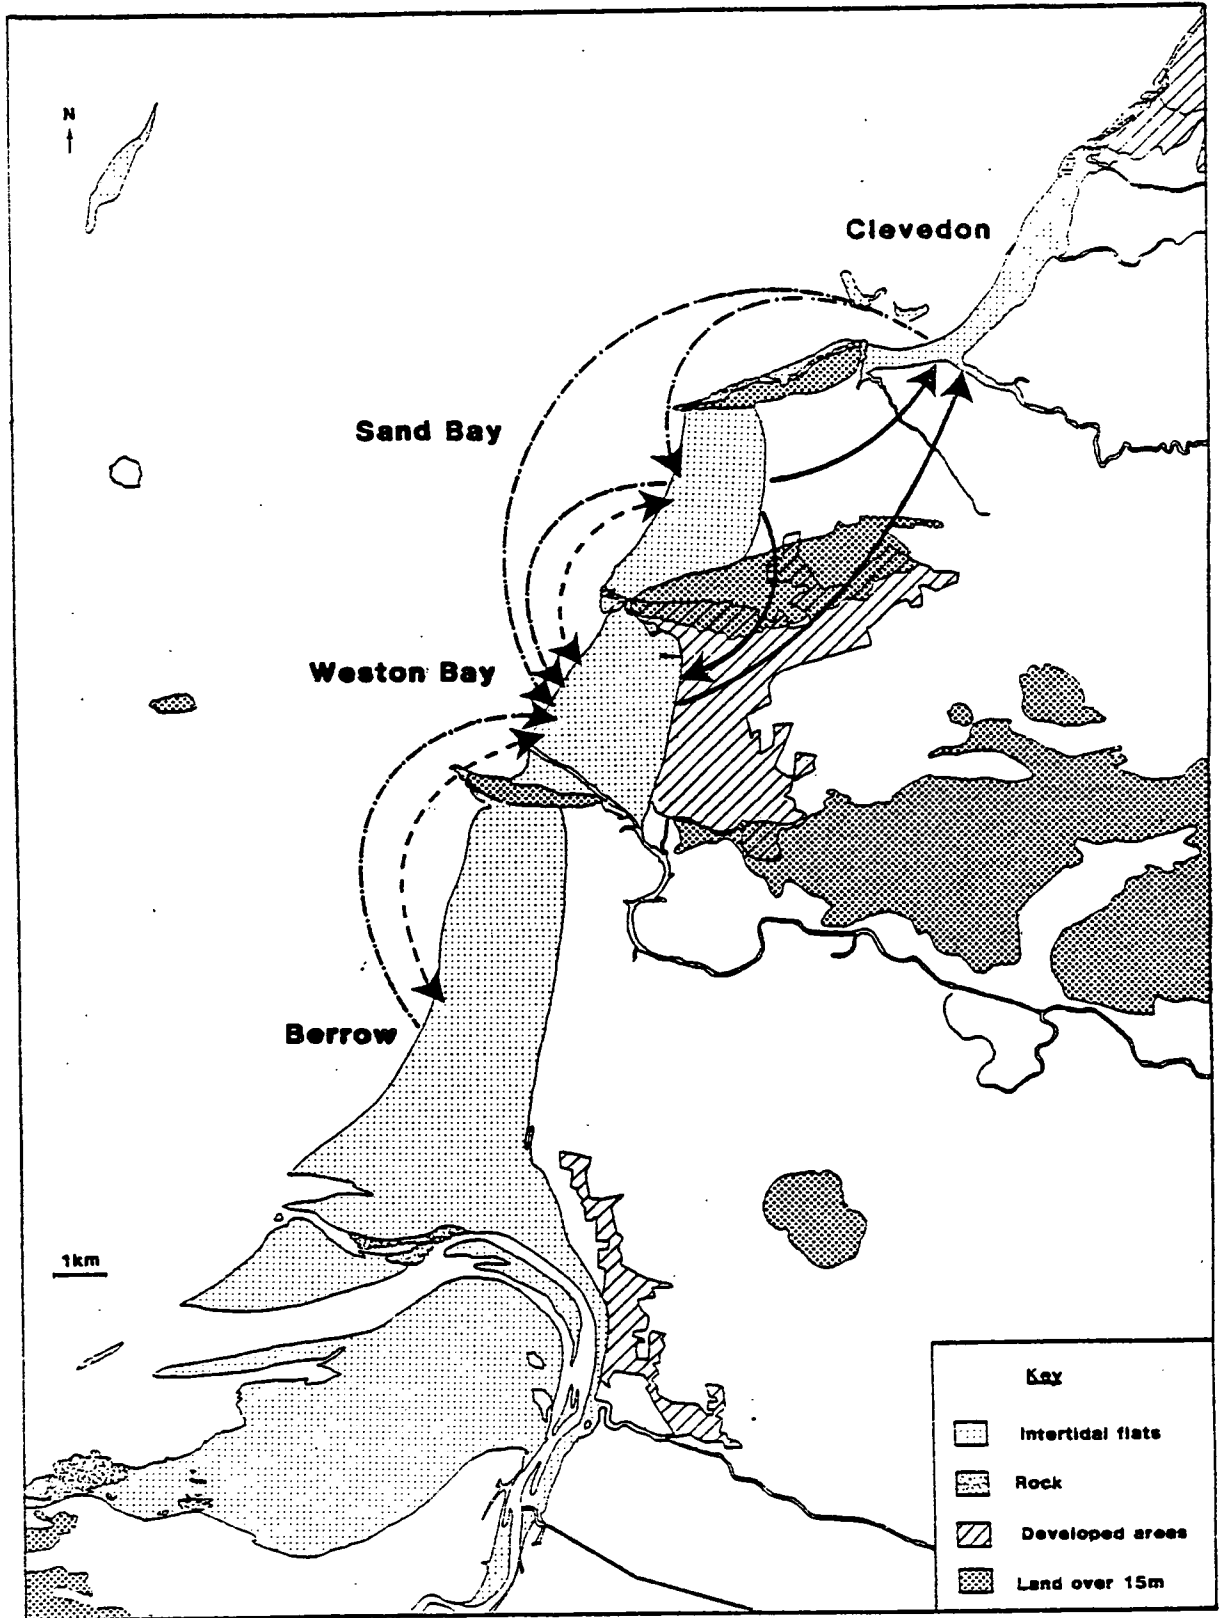 N
Clevedon
Sand Bay
Weston Bay
Berrow
1km
Key
Intertidal flats
Rock
Developed areas
Land over 15m